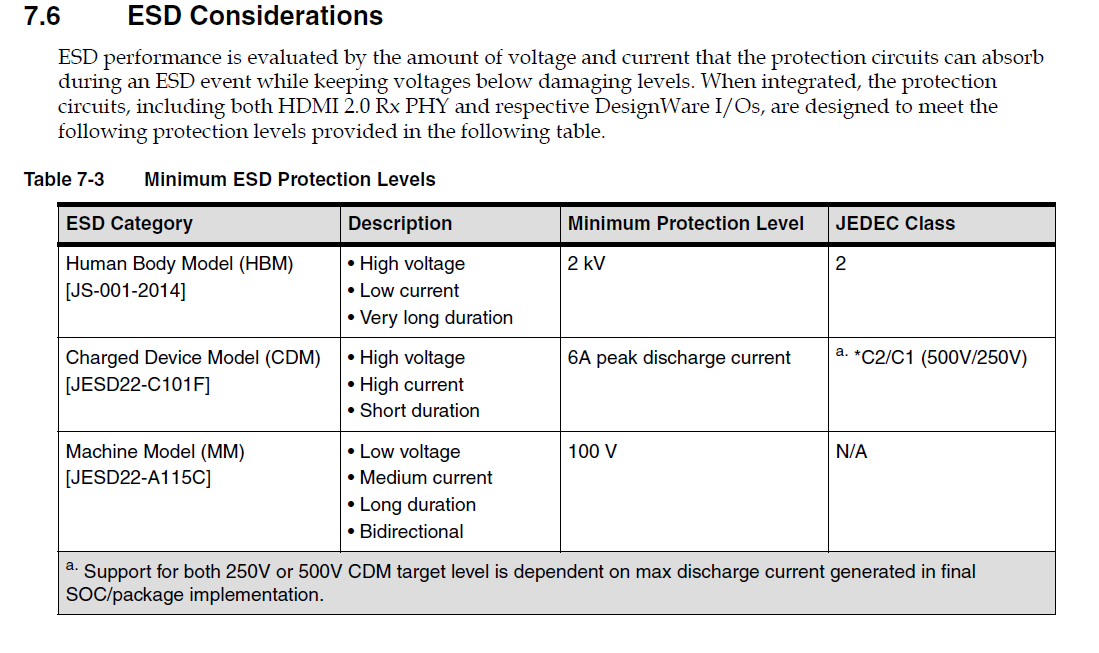 7.6 ESD Considerations
ESD performance is evaluated by the amount of voltage and current that the protection circuits can absorb
during an ESD event while keeping voltages below damaging levels. When integrated, the protection
circuits, including both HDMI 2.0 Rx PHY and respective DesignWare I/Os, are designed to meet the
following protection levels provided in the following table.
Table 7-3 Minimum ESD Protection Levels
ESD Category Description Minimum Protection Level JEDEC Class
Human Body Model (HBM) • High voltage 2 kV 2
[JS-001-2014] • Low current
• Very long duration
Charged Device Model (CDM) • High voltage 6A peak discharge current a. *C2/C1 (500V/250V)
[JESD22-C101F] • High current
• Short duration
Machine Model (MM) • Low voltage 100 V N/A
[JESD22-A115C] • Medium current
• Long duration
• Bidirectional
a. Support for both 250V or 500V CDM target level is dependent on max discharge current generated in final
SOC/package implementation.